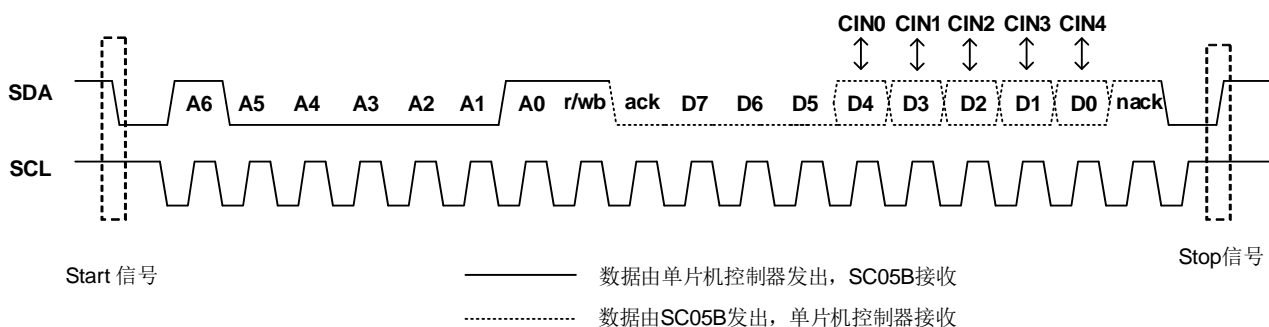 CIN0 CIN1 CIN2 CIN3 CIN4
SDA A6 A5 A4 A3 A2 A1 A0 r/wb ack D7 D6 D5 D4 D3 D2 D1 D0 nack
SCL
Start 信号
Stop信号
数据由单片机控制器发出，SC05B接收
数据由SC05B发出，单片机控制器接收